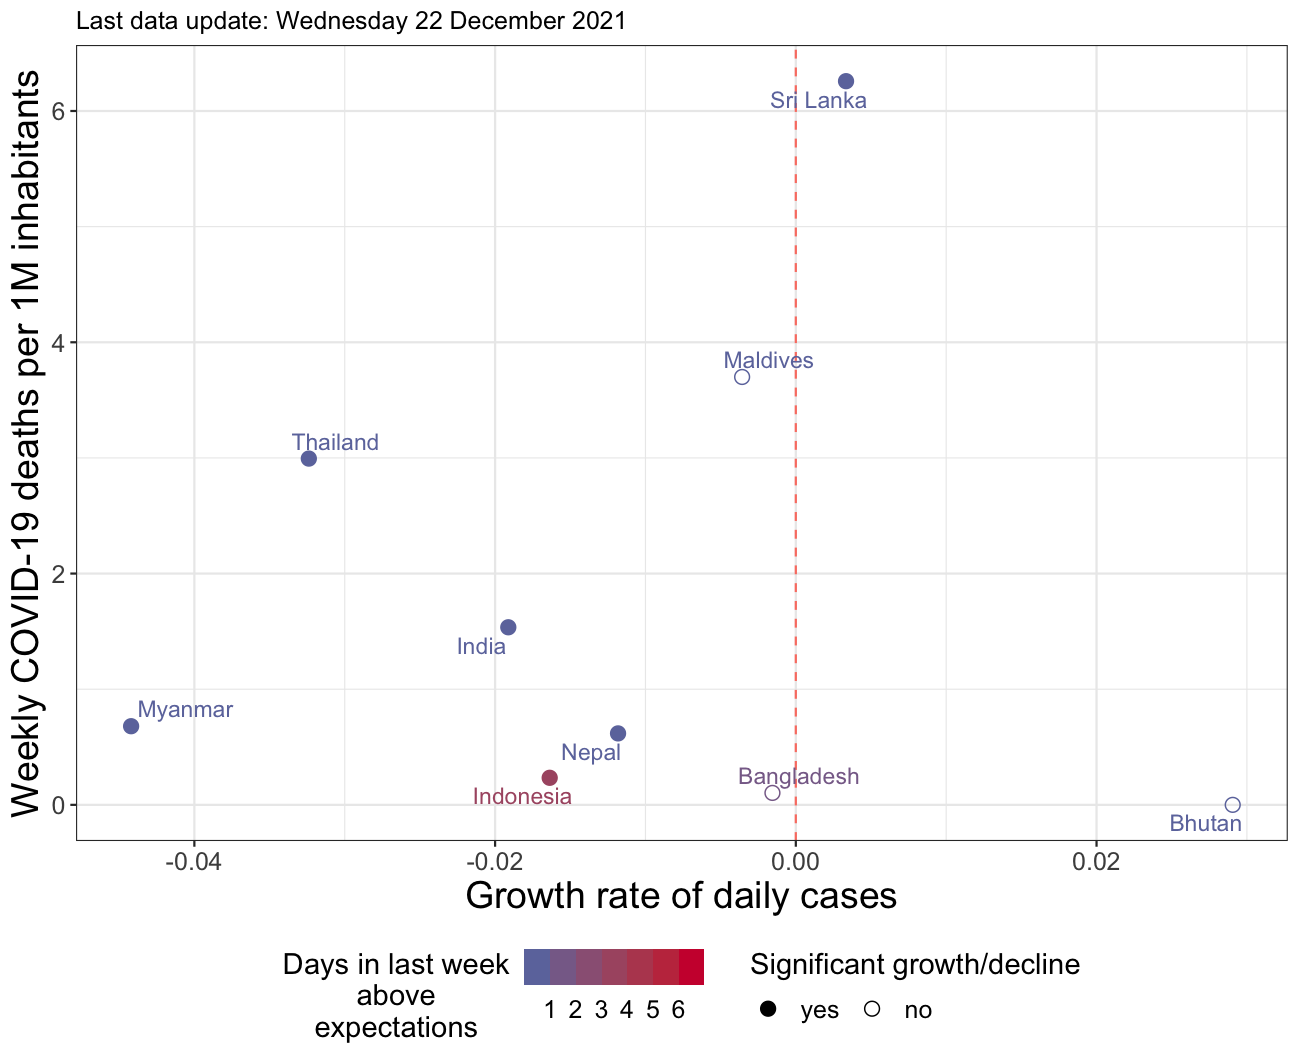 Last data update: Wednesday 22 December 2021
Weekly COVID-19 deaths per 1M inhabitants
6
4
2
0
Sri Lanka
Maldives
Thailand
India
Myanmar
Nepal
Indonesia
Bangladesh
Bhutan
-0.04 -0.02 0.00 0.02
Growth rate of daily cases
Days in last week
above
expectations
1 2 3 4 5 6
Significant growth/decline
yes no